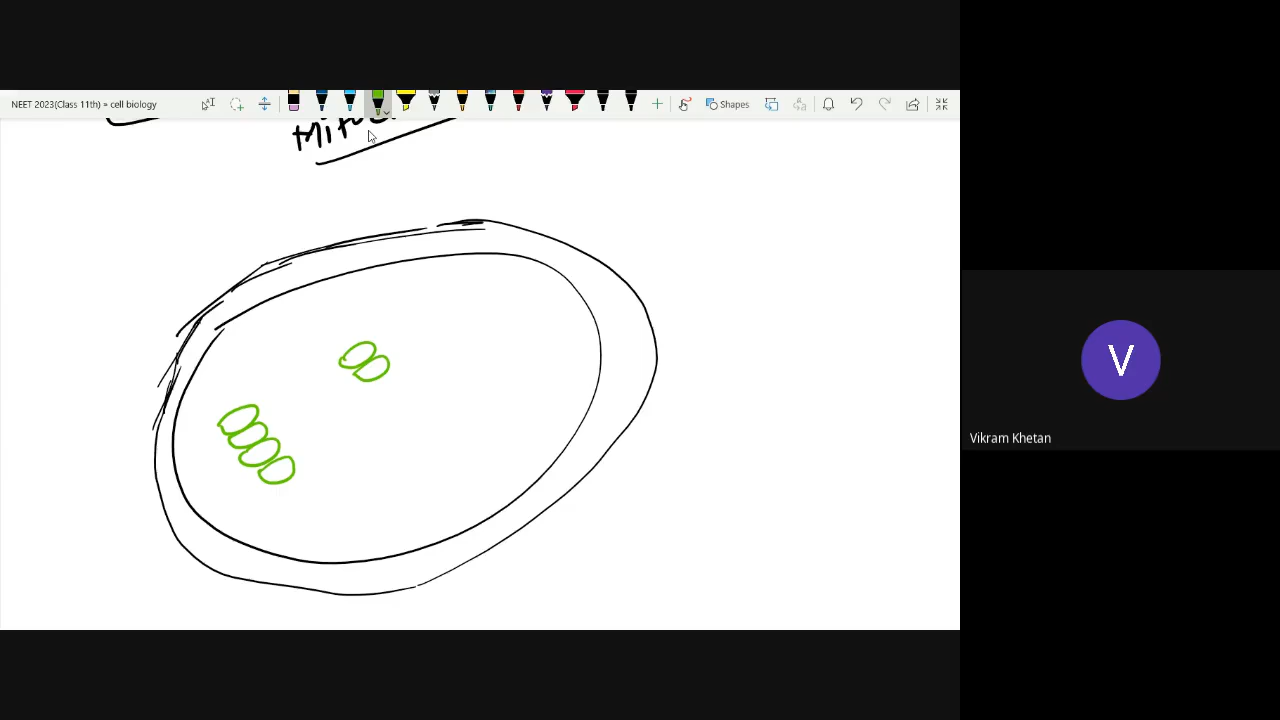 NEET 2023(Class 11th) » cell biology
Shapes
V
Vikram Khetan